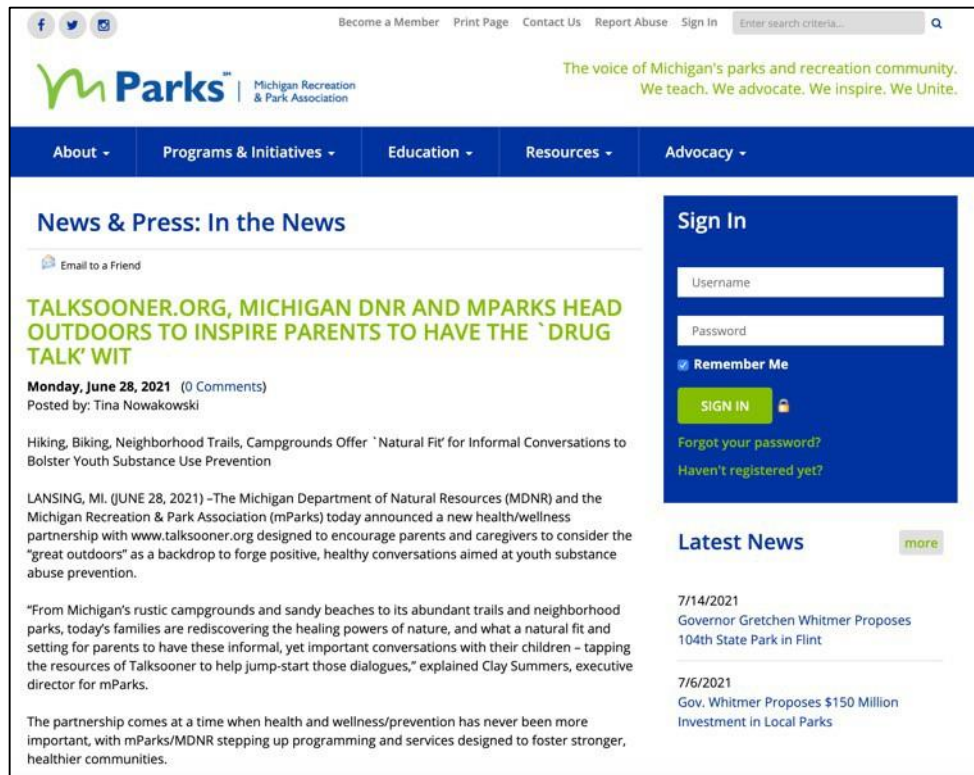 Become a Member Print Page Contact Us Report Abuse Sign In Enter search criteria...
mParks℠ Michigan Recreation
& Park Association
The voice of Michigan's parks and recreation community.
We teach. We advocate. We inspire. We Unite.
About Programs & Initiatives Education Resources Advocacy
News & Press: In the News
Email to a Friend
TALKSOONER.ORG, MICHIGAN DNR AND MPARKS HEAD
OUTDOORS TO INSPIRE PARENTS TO HAVE THE `DRUG
TALK’ WIT
Monday, June 28, 2021 (0 Comments)
Posted by: Tina Nowakowski
Hiking, Biking, Neighborhood Trails, Campgrounds Offer `Natural Fit’ for Informal Conversations to
Bolster Youth Substance Use Prevention
LANSING, MI. (JUNE 28, 2021) –The Michigan Department of Natural Resources (MDNR) and the
Michigan Recreation & Park Association (mParks) today announced a new health/wellness
partnership with www.talksooner.org designed to encourage parents and caregivers to consider the
“great outdoors” as a backdrop to forge positive, healthy conversations aimed at youth substance
abuse prevention.
“From Michigan’s rustic campgrounds and sandy beaches to its abundant trails and neighborhood
parks, today’s families are rediscovering the healing powers of nature, and what a natural fit and
setting for parents to have these informal, yet important conversations with their children – tapping
the resources of Talksooner to help jump-start those dialogues,” explained Clay Summers, executive
director for mParks.
The partnership comes at a time when health and wellness/prevention has never been more
important, with mParks/MDNR stepping up programming and services designed to foster stronger,
healthier communities.
Sign In
Username
Password
Remember Me
SIGN IN
Forgot your password?
Haven't registered yet?
Latest News more
7/14/2021
Governor Gretchen Whitmer Proposes
104th State Park in Flint
7/6/2021
Gov. Whitmer Proposes $150 Million
Investment in Local Parks